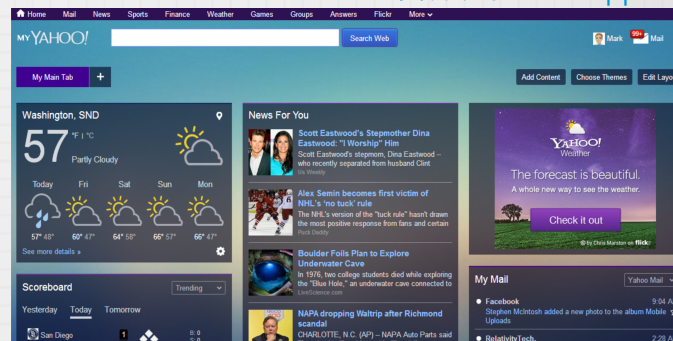 Home Mail News Sports Finance Weather Games Groups Answers Flickr More
MY YAHOO!
Search Web
Mark 99+ Mail
My Main Tab +
Add Content Choose Themes Edit Layo
Washington, SND
57 °F | °C
Partly Cloudy
Today Fri Sat Sun Mon
57° 48° 60° 47° 64° 58° 66° 57° 66° 47°
See more details »
Scoreboard Trending
Yesterday Today Tomorrow
San Diego 1 B: 0
S: 0
News For You
Scott Eastwood's Stepmother Dina
Eastwood: "I Worship" Him
Scott Eastwood's stepmom, Dina Eastwood –
who recently separated from husband Clint
Us Weekly
Alex Semin becomes first victim of
NHL's 'no tuck' rule
The NHL's version of the "tuck rule" hasn't drawn
the most positive response from fans and certain
Puck Daddy
Boulder Foils Plan to Explore
Underwater Cave
In 1976, two college students died while exploring
the "Blue Hole," an underwater cave connected to
LiveScience.com
NAPA dropping Waltrip after Richmond
scandal
CHARLOTTE, N.C. (AP) – NAPA Auto Parts said
YAHOO!
Weather
The forecast is beautiful.
A whole new way to see the weather.
Check it out
© by Chris Marston on flickr
My Mail Yahoo Mail
Facebook 9:04 A
Stephen McIntosh added a new photo to the album Mobile
Uploads
RelativityTech. 2:28 A